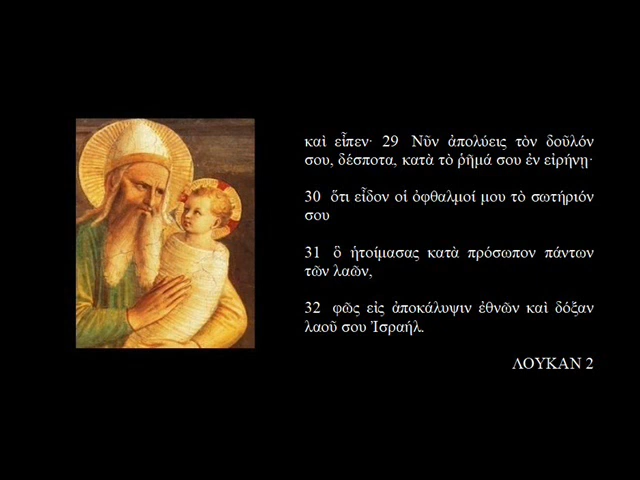 καὶ εἶπεν· 29 Νῦν ἀπολύεις τὸν δοῦλόν
σου, δέσποτα, κατὰ τὸ ῥῆμά σου ἐν εἰρήνῃ·
30 ὅτι εἶδον οἱ ὀφθαλμοί μου τὸ σωτήριόν
σου
31 ὃ ἡτοίμασας κατὰ πρόσωπον πάντων
τῶν λαῶν,
32 φῶς εἰς ἀποκάλυψιν ἐθνῶν καὶ δόξαν
λαοῦ σου Ἰσραήλ.
ΛΟΥΚΑΝ 2